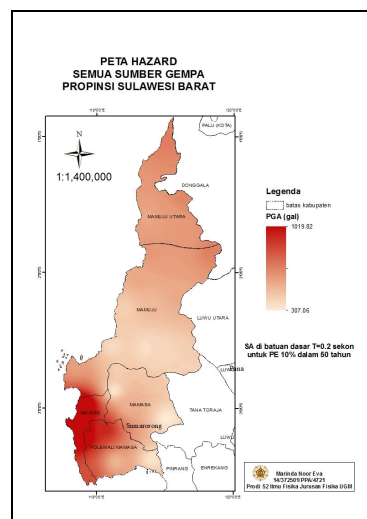 PETA HAZARD
SEMUA SUMBER GEMPA
PROPINSI SULAWESI BARAT
N
1:1,400,000
PALU (KOTA)
DONGGALA
MAMUJU UTARA
MAMUJU
LUWU UTARA
MAMASA
TANA TORAJA
Sumarorong
POLEWALI MAMASA
PINRANG
ENREKANG
Legenda
batas kabupaten
PGA (gal)
1019.82
307.06
SA di batuan dasar T=0.2 sekon
untuk PE 10% dalam 50 tahun
Marinda Noor Eva
14/372501/PPA/4721
Prodi S2 Ilmu Fisika Jurusan Fisika UGM